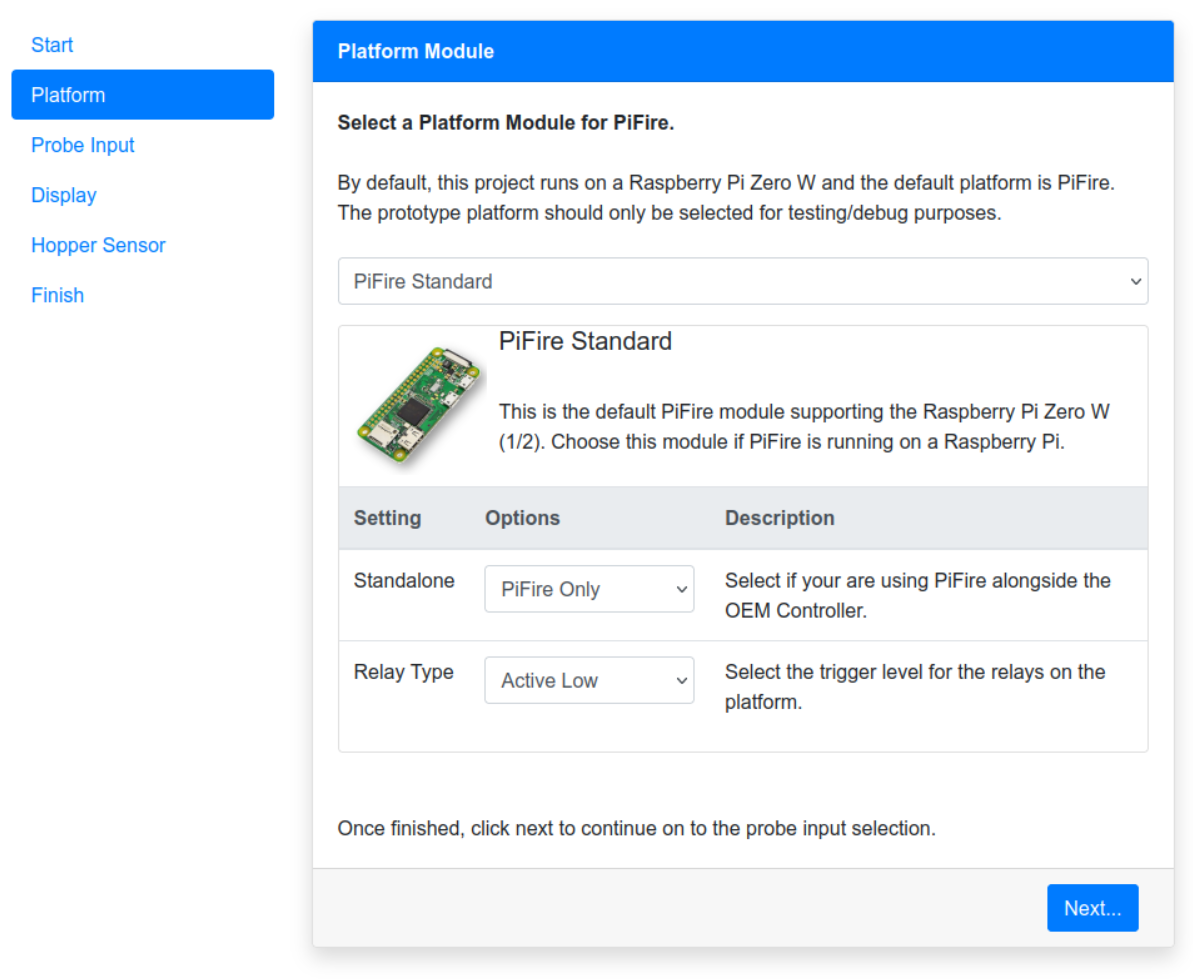 Start
Platform
Probe Input
Display
Hopper Sensor
Finish
Platform Module
Select a Platform Module for PiFire.
By default, this project runs on a Raspberry Pi Zero W and the default platform is PiFire.
The prototype platform should only be selected for testing/debug purposes.
PiFire Standard
PiFire Standard
This is the default PiFire module supporting the Raspberry Pi Zero W
(1/2). Choose this module if PiFire is running on a Raspberry Pi.
Setting Options Description
Standalone PiFire Only Select if your are using PiFire alongside the
OEM Controller.
Relay Type Active Low Select the trigger level for the relays on the
platform.
Once finished, click next to continue on to the probe input selection.
Next...